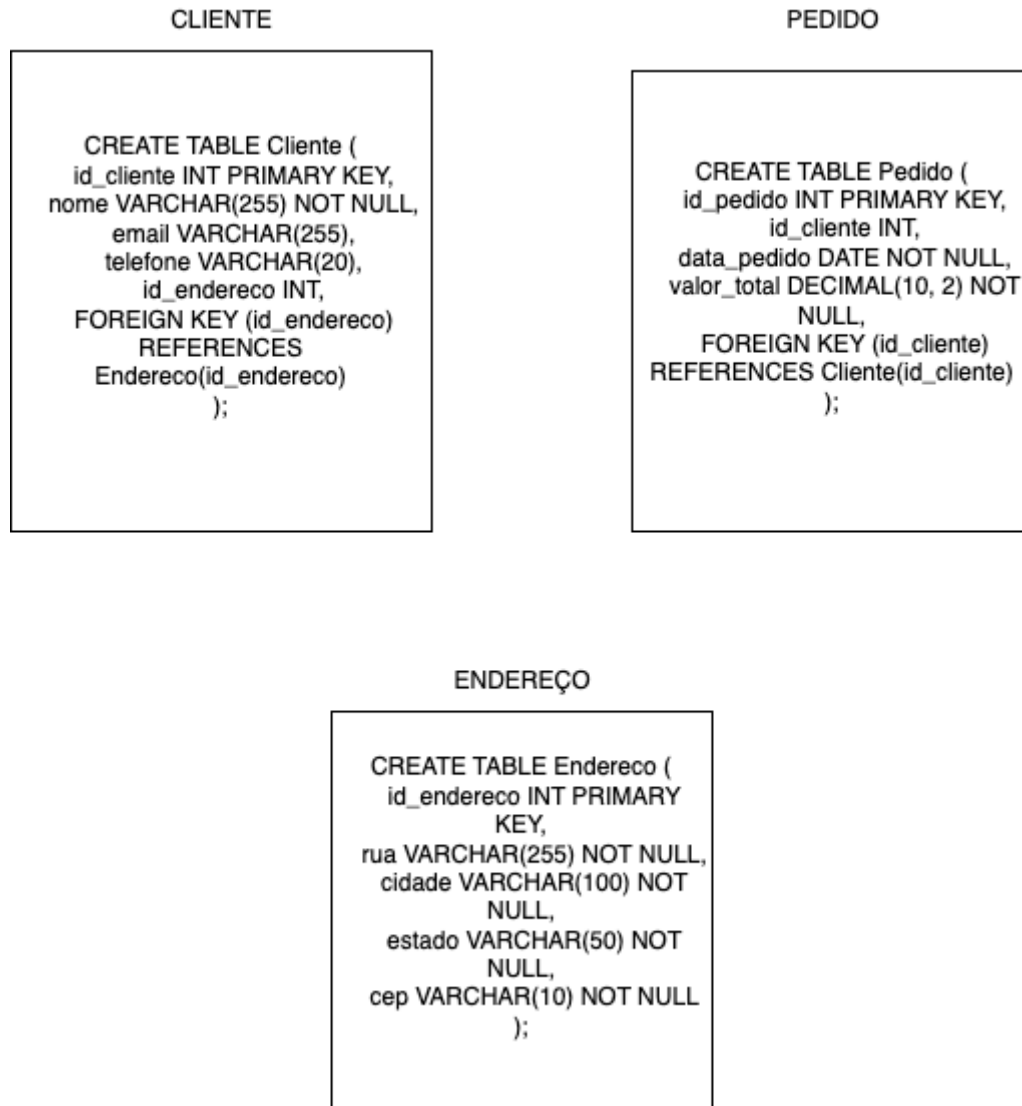 CLIENTE
CREATE TABLE Cliente (
id_cliente INT PRIMARY KEY,
nome VARCHAR(255) NOT NULL,
email VARCHAR(255),
telefone VARCHAR(20),
id_endereco INT,
FOREIGN KEY (id_endereco)
REFERENCES
Endereco(id_endereco)
);
PEDIDO
CREATE TABLE Pedido (
id_pedido INT PRIMARY KEY,
id_cliente INT,
data_pedido DATE NOT NULL,
valor_total DECIMAL(10, 2) NOT
NULL,
FOREIGN KEY (id_cliente)
REFERENCES Cliente(id_cliente)
);
ENDEREÇO
CREATE TABLE Endereco (
id_endereco INT PRIMARY
KEY,
rua VARCHAR(255) NOT NULL,
cidade VARCHAR(100) NOT
NULL,
estado VARCHAR(50) NOT
NULL,
cep VARCHAR(10) NOT NULL
);